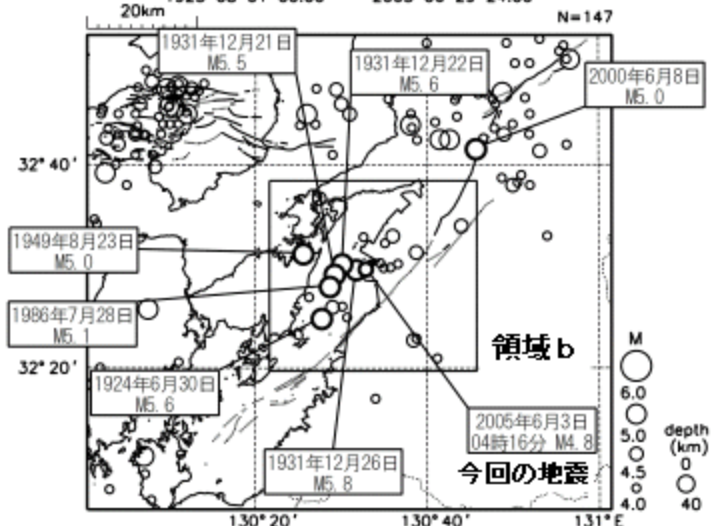 20km
N=147
1931年12月21日
M5.5
1931年12月22日
M5.6
2000年6月8日
M5.0
32°40'
1949年8月23日
M5.0
1986年7月28日
M5.1
領域b
32°20'
1924年6月30日
M5.6
2005年6月3日
04時16分 M4.8
今回の地震
1931年12月26日
M5.8
M
6.0
5.0
4.5
4.0
depth
(km)
0
40
130°20'
130°40'
131°E